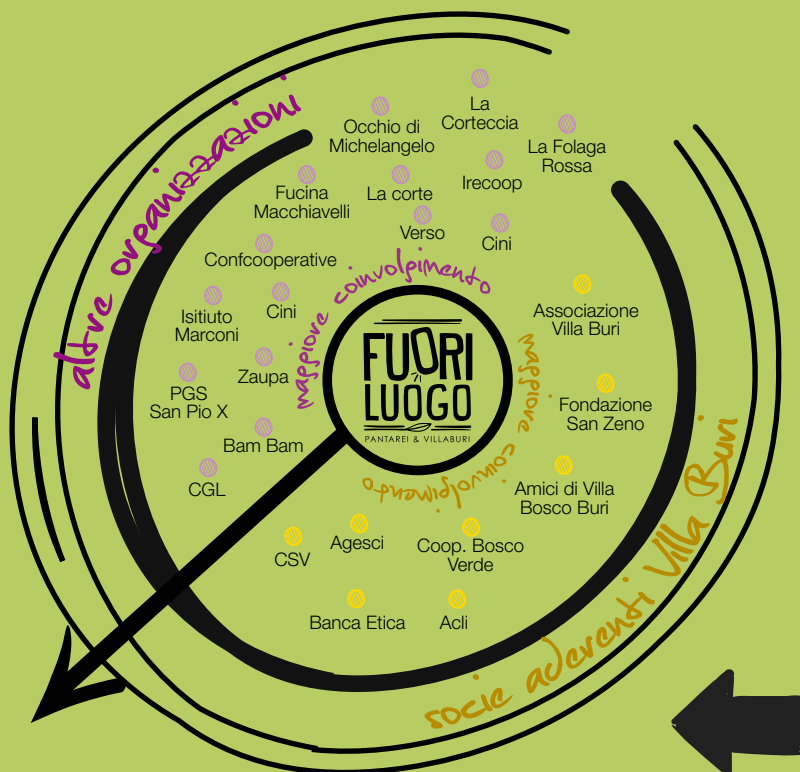 altre organizzazioni
La
Corteccia
Occhio di
Michelangelo
La Folaga
Rossa
Irecoop
Fucina
Macchiavelli
La corte
Verso
Cini
Confcooperative
maggiore coinvolgimento
Isitiuto
Marconi
Cini
Associazione
Villa Buri
Zaupa
PGS
San Pio X
FUORI
LUOGO
PANTAREI & VILLABURI
maggiore coinvolgimento
Fondazione
San Zeno
Bam Bam
CGL
Amici di Villa
Bosco Buri
CSV
Agesci
Coop. Bosco
Verde
Banca Etica
Acli
socie aderenti Villa Buri